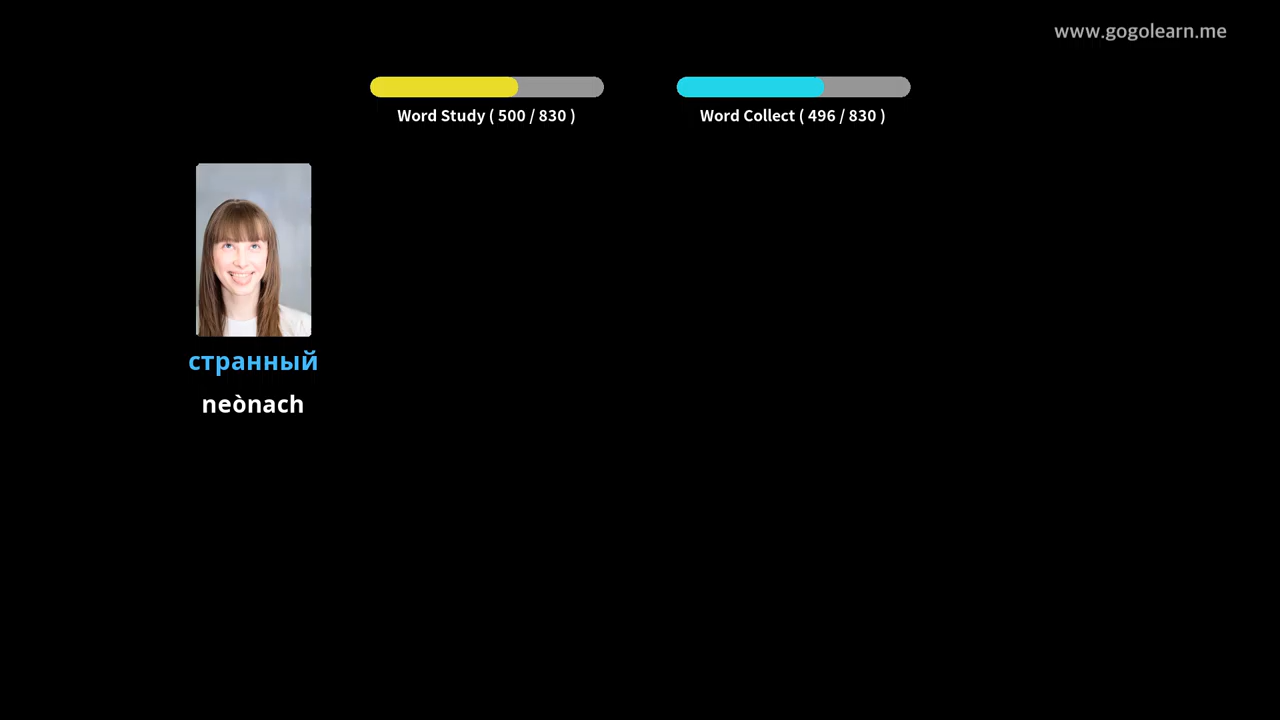 www.gogolearn.me
Word Study ( 500 / 830 )
Word Collect ( 496 / 830 )
странный
neònach